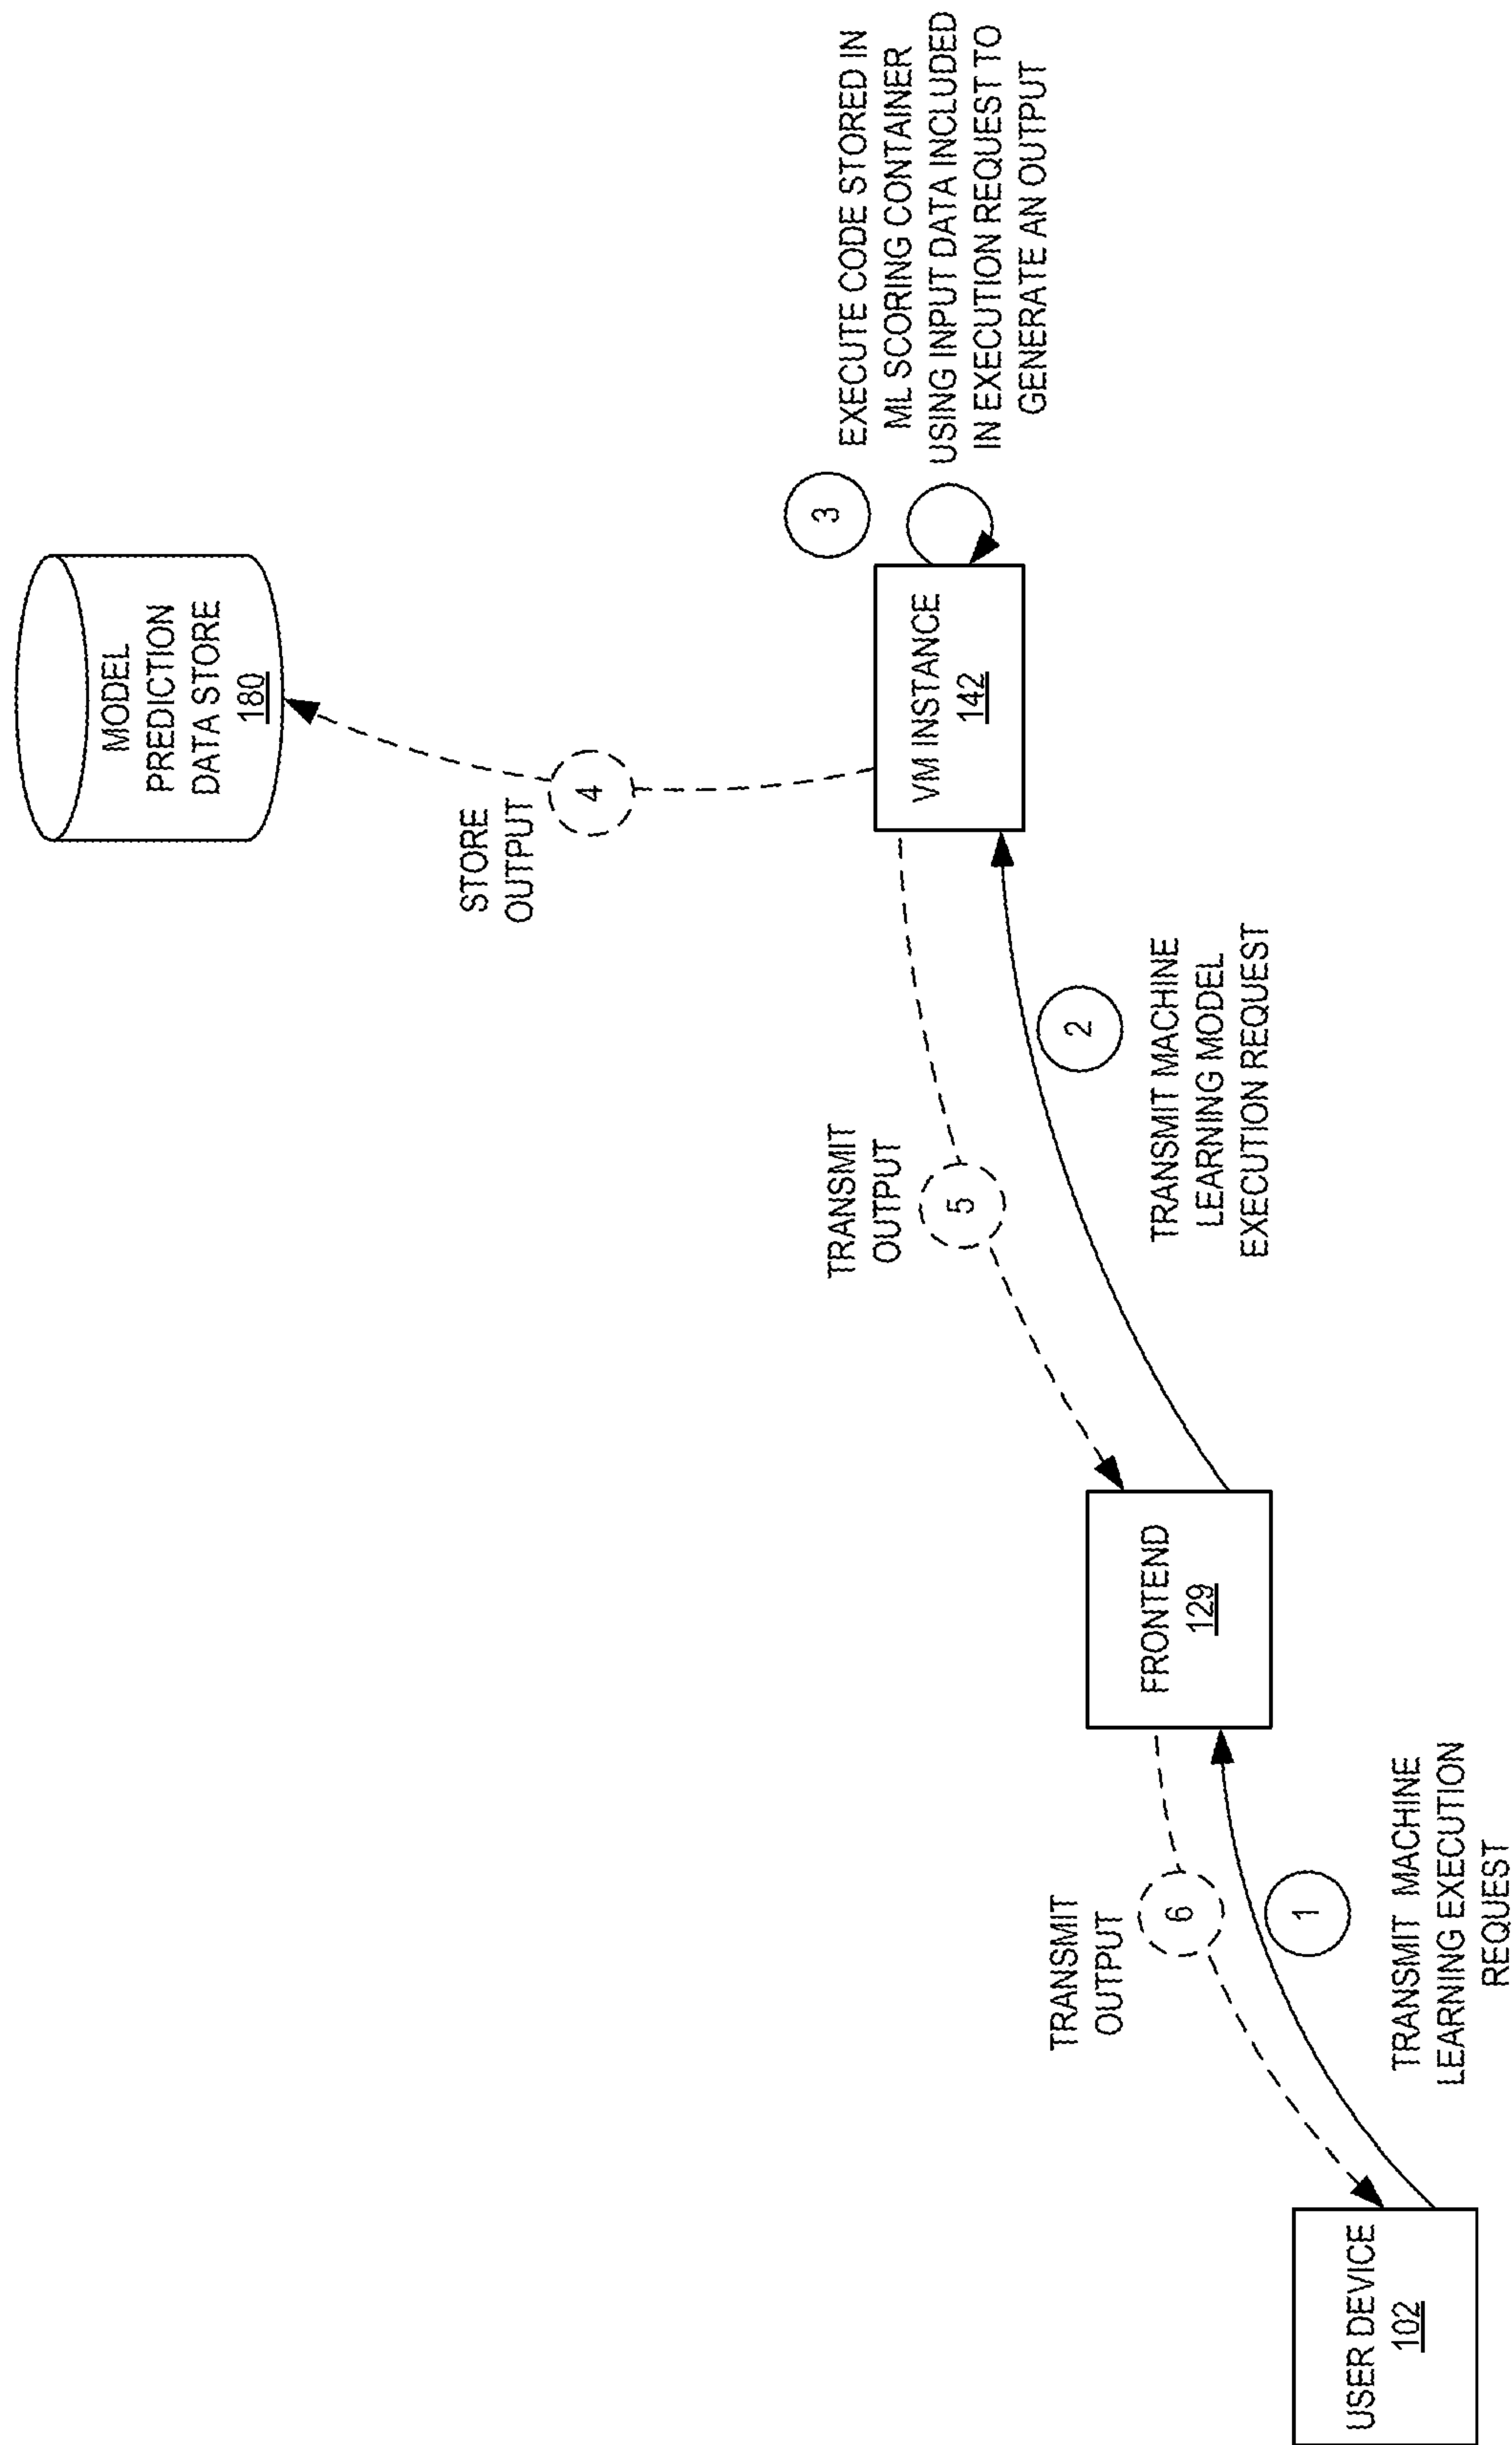 USER DEVICE
102
TRANSMIT MACHINE
LEARNING EXECUTION
REQUEST
1
TRANSMIT
OUTPUT
6
FRONTEND
129
TRANSMIT MACHINE
LEARNING MODEL
EXECUTION REQUEST
2
TRANSMIT
OUTPUT
5
VM INSTANCE
142
3
EXECUTE CODE STORED IN
ML SCORING CONTAINER
USING INPUT DATA INCLUDED
IN EXECUTION REQUEST TO
GENERATE AN OUTPUT
STORE
OUTPUT
4
MODEL
PREDICTION
DATA STORE
180